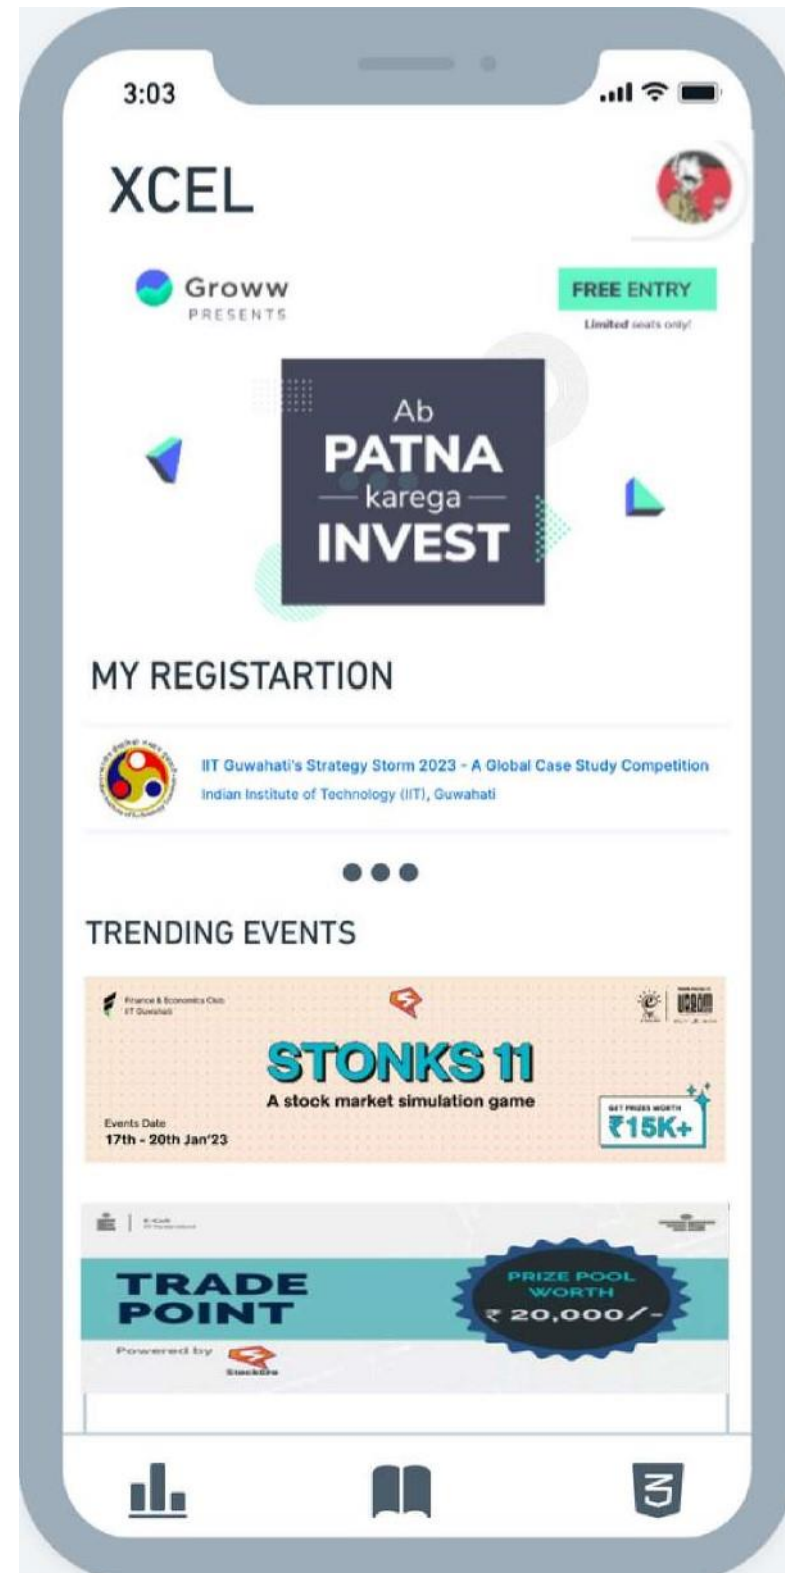 3:03
XCEL
Groww
PRESENTS
FREE ENTRY
Limited seats only!
Ab
PATNA
karega
INVEST
MY REGISTARTION
IIT Guwahati's Strategy Storm 2023 - A Global Case Study Competition
Indian Institute of Technology (IIT), Guwahati
TRENDING EVENTS
Finance & Economics Club
IIT Guwahati
STONKS 11
A stock market simulation game
Events Date
17th - 20th Jan'23
GET PRIZES WORTH
₹15K+
TRADE
POINT
PRIZE POOL
WORTH
₹ 20,000/-
Powered by
StockGro